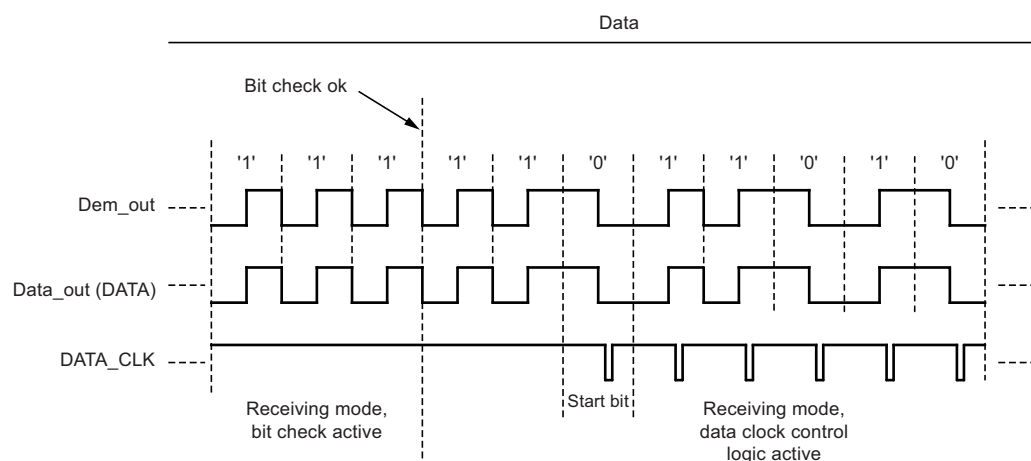 Data
Bit check ok
'1' '1' '1' '1' '1' '0' '1' '1' '0' '1' '0'
Dem_out
Data_out (DATA)
DATA_CLK
Start bit
Receiving mode,
bit check active
Receiving mode,
data clock control
logic active